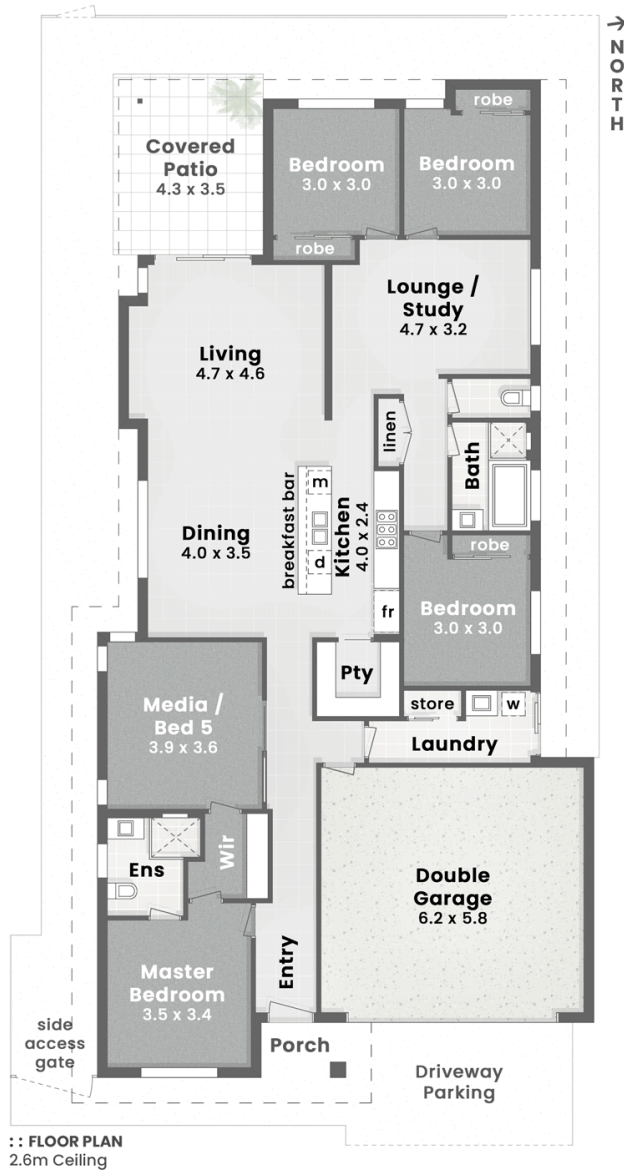 NORTH
robe
Covered
Patio
4.3 x 3.5
Bedroom
3.0 x 3.0
Bedroom
3.0 x 3.0
robe
Lounge /
Study
4.7 x 3.2
Living
4.7 x 4.6
linen
Bath
m
breakfast bar
Kitchen
4.0 x 2.4
Dining
4.0 x 3.5
d
robe
fr
Bedroom
3.0 x 3.0
Pty
Media /
Bed 5
3.9 x 3.6
store
w
Laundry
Wir
Ens
Double
Garage
6.2 x 5.8
Entry
Master
Bedroom
3.5 x 3.4
side
access
gate
Porch
Driveway
Parking
:: FLOOR PLAN
2.6m Ceiling